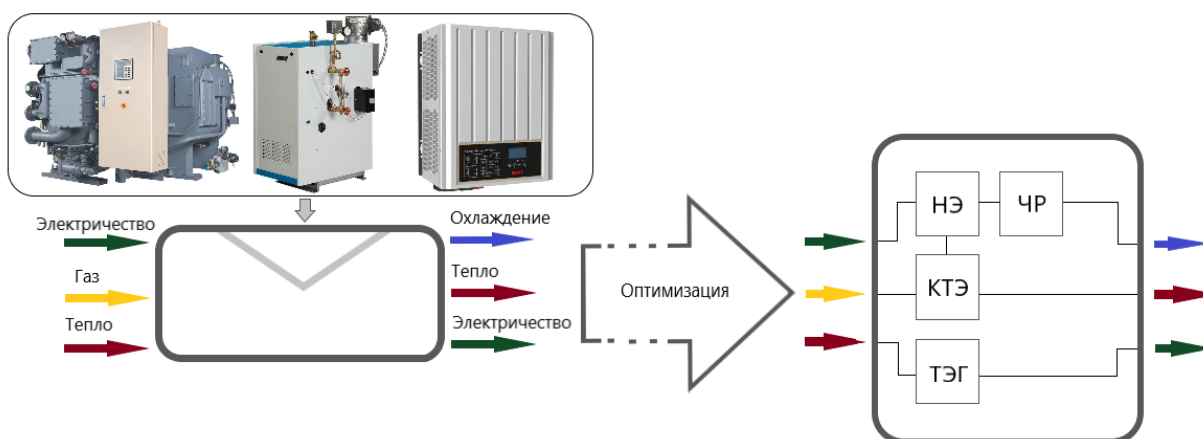 Электричество
Газ
Тепло
Охлаждение
Тепло
Электричество
Оптимизация
НЭ
ЧР
КТЭ
ТЭГ